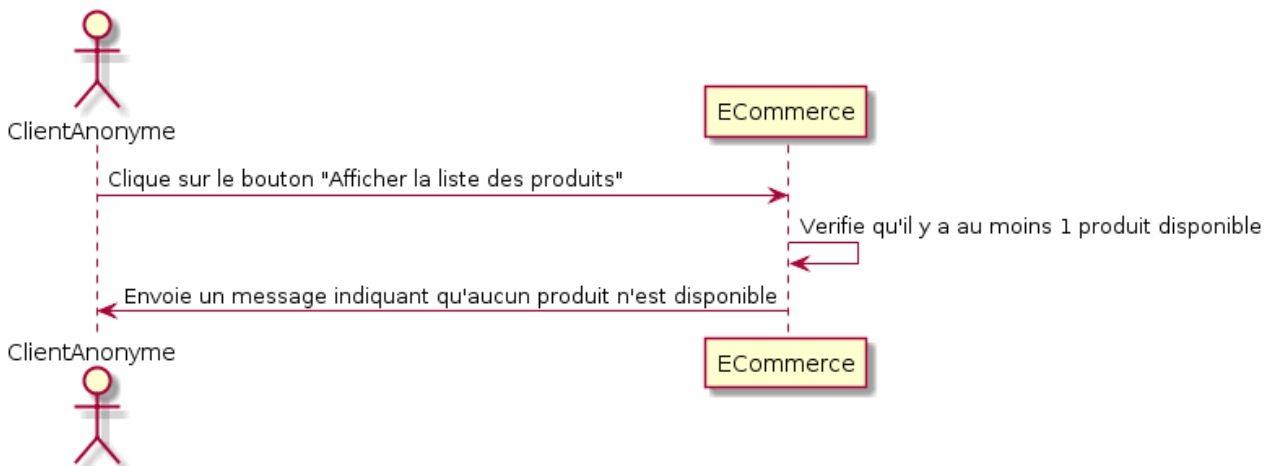 ClientAnonyme
ECommerce
Clique sur le bouton "Afficher la liste des produits"
Verifie qu'il y a au moins 1 produit disponible
Envoie un message indiquant qu'aucun produit n'est disponible
ClientAnonyme
ECommerce